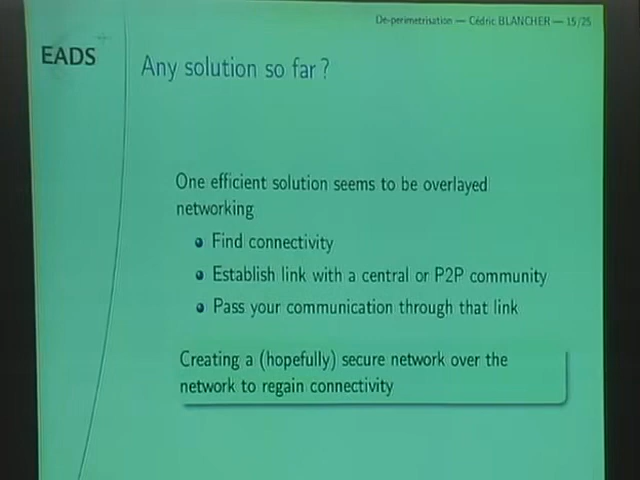 De-perimetrisation — Cédric BLANCHER — 15/25
EADS
Any solution so far ?
One efficient solution seems to be overlayed
networking
Find connectivity
Establish link with a central or P2P community
Pass your communication through that link
Creating a (hopefully) secure network over the
network to regain connectivity